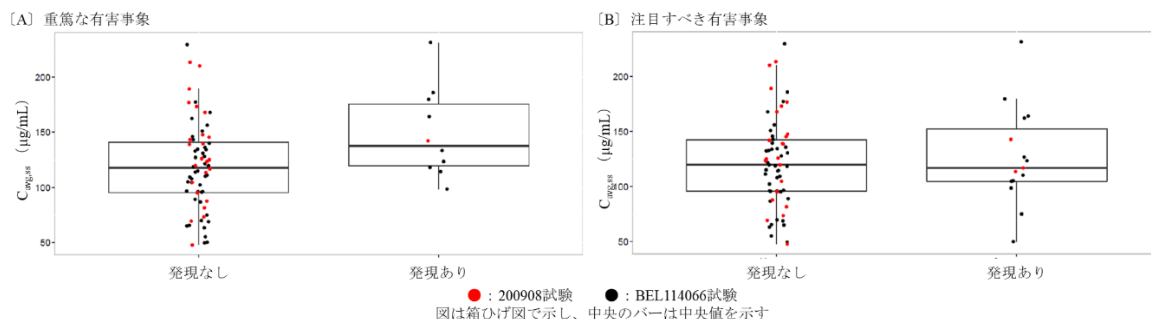 〔A〕重篤な有害事象
〔B〕注目すべき有害事象
200
150
100
50
Cavg,ss (μg/mL)
発現なし
発現あり
200
150
100
50
Cavg,ss (μg/mL)
発現なし
発現あり
●：200908試験 ●：BEL114066試験
図は箱ひげ図で示し、中央のバーは中央値を示す